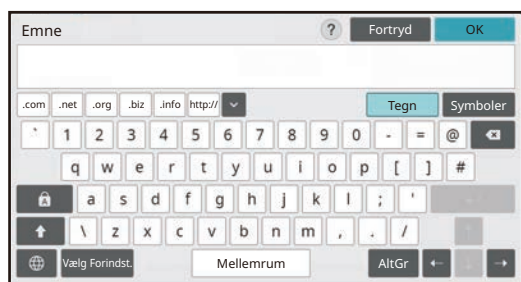 Emne ? Fortryd OK
.com .net .org .biz .info http:// Tegn Symboler
` 1 2 3 4 5 6 7 8 9 0 - = @
q w e r t y u i o p [ ] #
a s d f g h j k l ; '
\ z x c v b n m , . /
Vælg Forindst. Mellemrum AltGr ← ↓ →